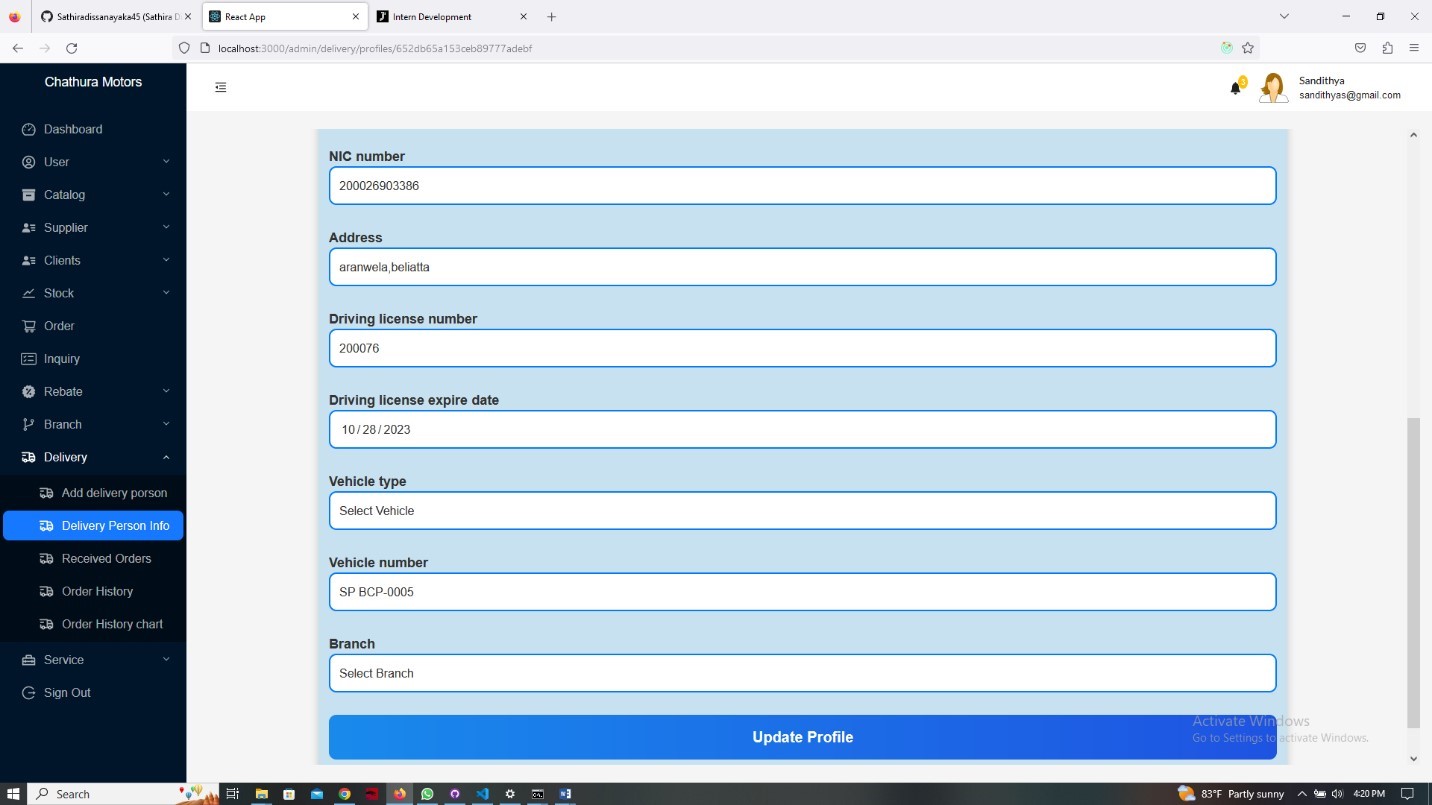 Sathiradissanayaka45 (Sathira D
React App
Intern Development
localhost:3000/admin/delivery/profiles/652db65a153ceb89777adebf
Chathura Motors
3
Sandithya
sandithyas@gmail.com
Dashboard
User
Catalog
Supplier
Clients
Stock
Order
Inquiry
Rebate
Branch
Delivery
Add delivery person
Delivery Person Info
Received Orders
Order History
Order History chart
Service
Sign Out
NIC number
200026903386
Address
aranwela,beliatta
Driving license number
200076
Driving license expire date
10/28/2023
Vehicle type
Select Vehicle
Vehicle number
SP BCP-0005
Branch
Select Branch
Update Profile
Activate Windows
Go to Settings to activate Windows.
Search
83°F Partly sunny
4:20 PM